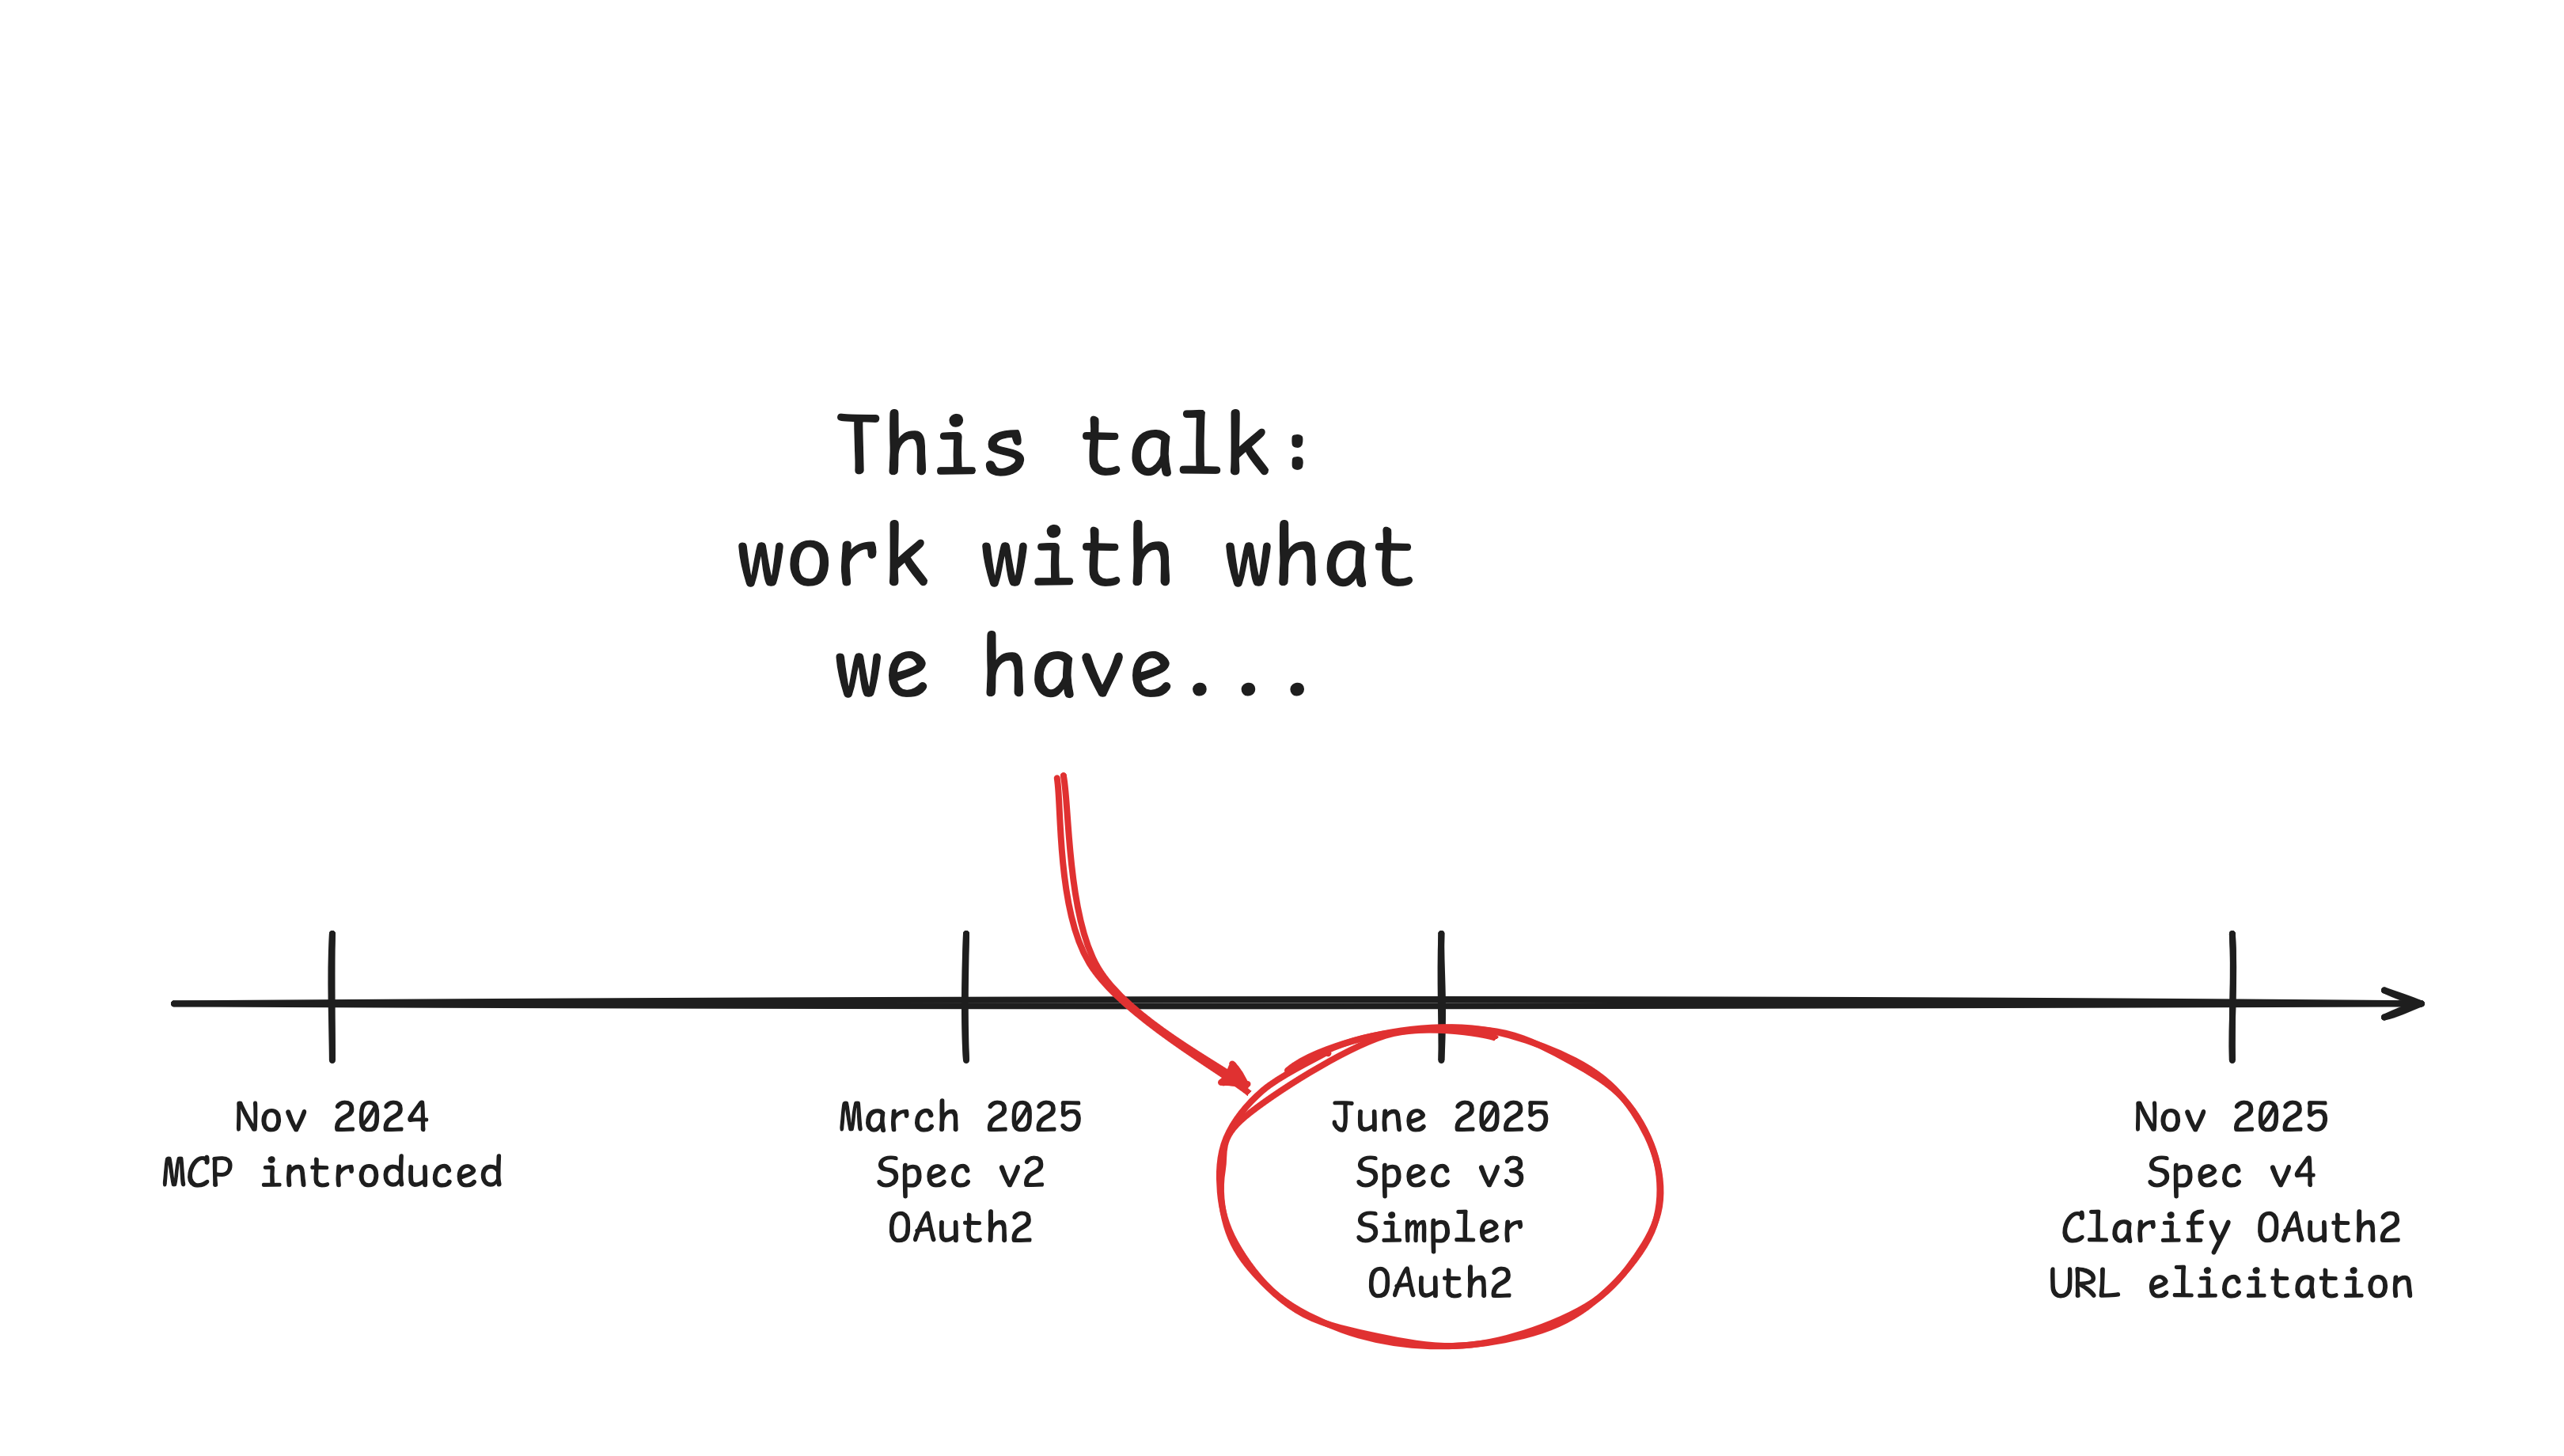 This talk:
work with what
we have...
Nov 2024
MCP introduced
March 2025
Spec v2
OAuth2
June 2025
Spec v3
Simpler
OAuth2
Nov 2025
Spec v4
Clarify OAuth2
URL elicitation